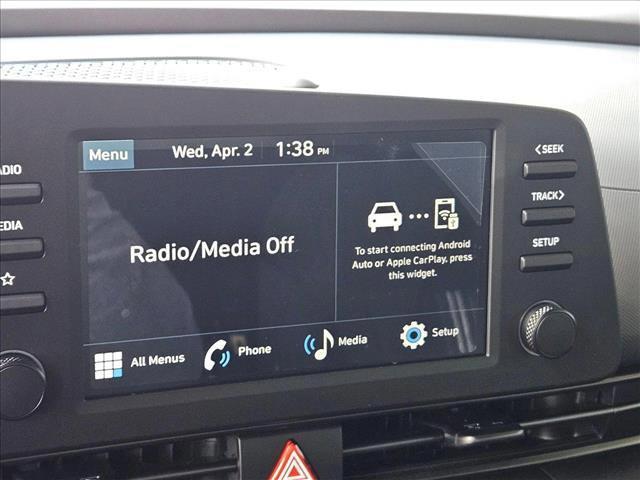 Menu Wed, Apr. 2 1:38 PM
Radio/Media Off
To start connecting Android
Auto or Apple CarPlay, press
this widget.
All Menus Phone Media Setup
ADIO
EDIA
<SEEK
TRACK>
SETUP